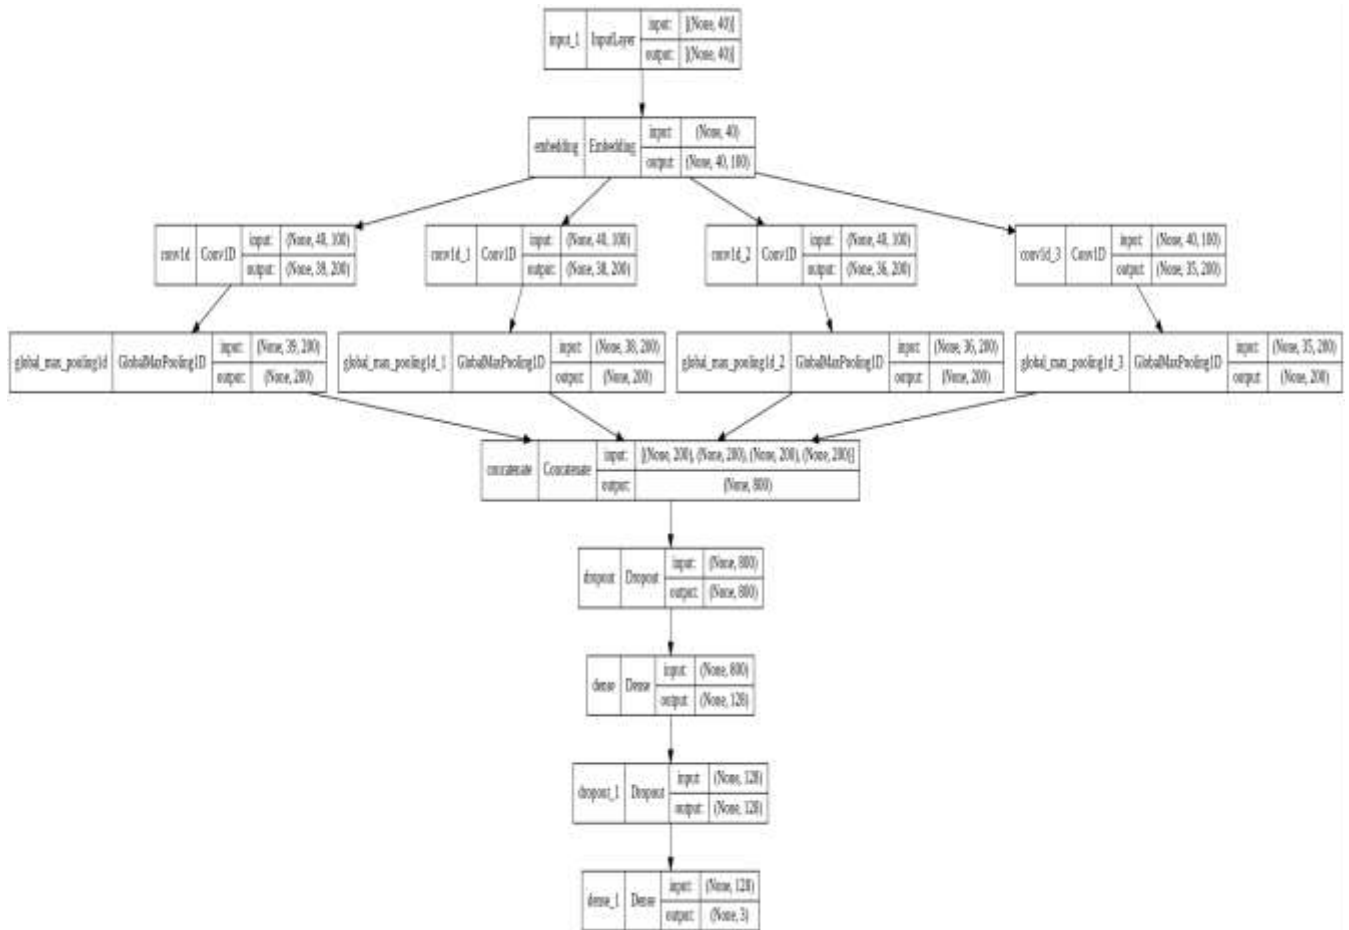 input_1 InputLayer input: [(None, 40)]
output: [(None, 40)]
embedding Embedding input: (None, 40)
output: (None, 40, 100)
conv1d Conv1D input: (None, 40, 100)
output: (None, 39, 200)
conv1d_1 Conv1D input: (None, 40, 100)
output: (None, 38, 200)
conv1d_2 Conv1D input: (None, 40, 100)
output: (None, 36, 200)
conv1d_3 Conv1D input: (None, 40, 100)
output: (None, 35, 200)
global_max_pooling1d GlobalMaxPooling1D input: (None, 39, 200)
output: (None, 200)
global_max_pooling1d_1 GlobalMaxPooling1D input: (None, 38, 200)
output: (None, 200)
global_max_pooling1d_2 GlobalMaxPooling1D input: (None, 36, 200)
output: (None, 200)
global_max_pooling1d_3 GlobalMaxPooling1D input: (None, 35, 200)
output: (None, 200)
concatenate Concatenate input: [(None, 200), (None, 200), (None, 200), (None, 200)]
output: (None, 800)
dropout Dropout input: (None, 800)
output: (None, 800)
dense Dense input: (None, 800)
output: (None, 128)
dropout_1 Dropout input: (None, 128)
output: (None, 128)
dense_1 Dense input: (None, 128)
output: (None, 3)